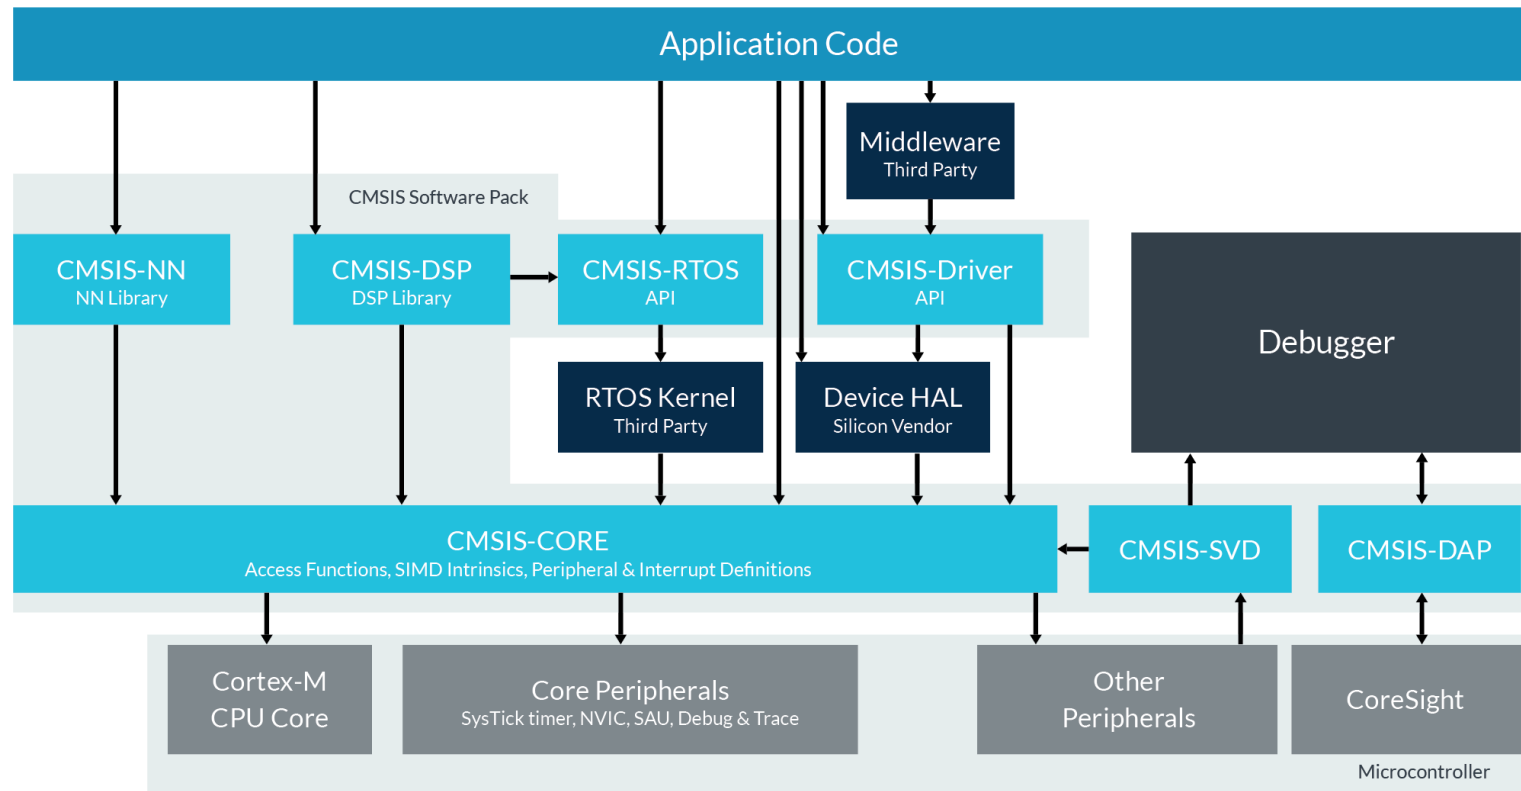 Application Code
Middleware
Third Party
CMSIS Software Pack
CMSIS-NN
NN Library
CMSIS-DSP
DSP Library
CMSIS-RTOS
API
CMSIS-Driver
API
Debugger
RTOS Kernel
Third Party
Device HAL
Silicon Vendor
CMSIS-CORE
Access Functions, SIMD Intrinsics, Peripheral & Interrupt Definitions
CMSIS-SVD
CMSIS-DAP
Cortex-M
CPU Core
Core Peripherals
SysTick timer, NVIC, SAU, Debug & Trace
Other
Peripherals
CoreSight
Microcontroller